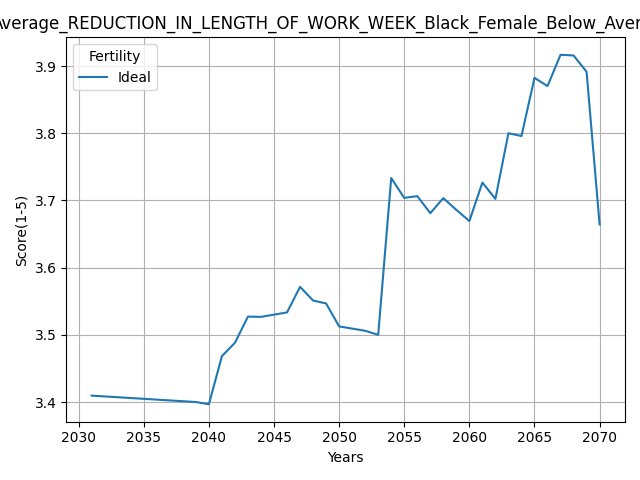 verage_REDUCTION_IN_LENGTH_OF_WORK_WEEK_Black_Female_Below_Aver
Fertility
Ideal
3.9
3.8
3.7
3.6
3.5
3.4
Score(1-5)
2030 2035 2040 2045 2050 2055 2060 2065 2070
Years